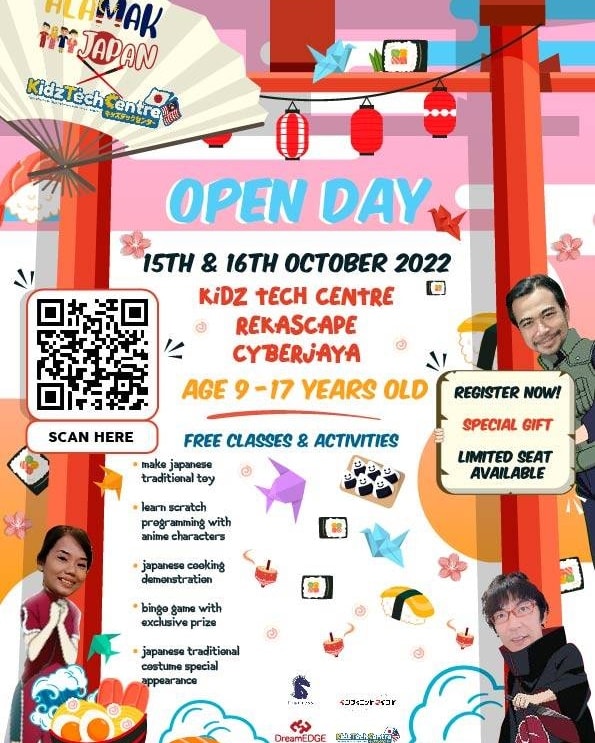 ALAMAK
JAPAN
X
KidzTechCentre
キッズテックセンター
OPEN DAY
15TH & 16TH OCTOBER 2022
KiDZ TECH CENTRE
REKASCAPE
CYBERJAYA
AGE 9 - 17 YEARS OLD
SCAN HERE
REGISTER NOW!
SPECIAL GIFT
LIMITED SEAT
AVAILABLE
FREE CLASSES & ACTIVITIES
• make japanese
traditional toy
• learn scratch
programming with
anime characters
• japanese cooking
demonstration
• bingo game with
exclusive prize
• japanese traditional
costume special
appearance
DreamEDGE
KidzTechCentre